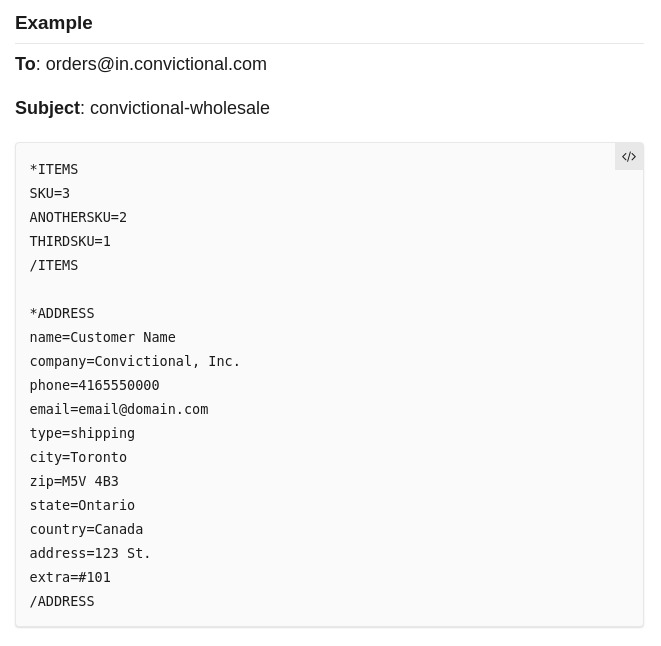 Example
To: orders@in.convictional.com
Subject: convictional-wholesale
</>
*ITEMS
SKU=3
ANOTHERSKU=2
THIRDSKU=1
/ITEMS
*ADDRESS
name=Customer Name
company=Convictional, Inc.
phone=4165550000
email=email@domain.com
type=shipping
city=Toronto
zip=M5V 4B3
state=Ontario
country=Canada
address=123 St.
extra=#101
/ADDRESS